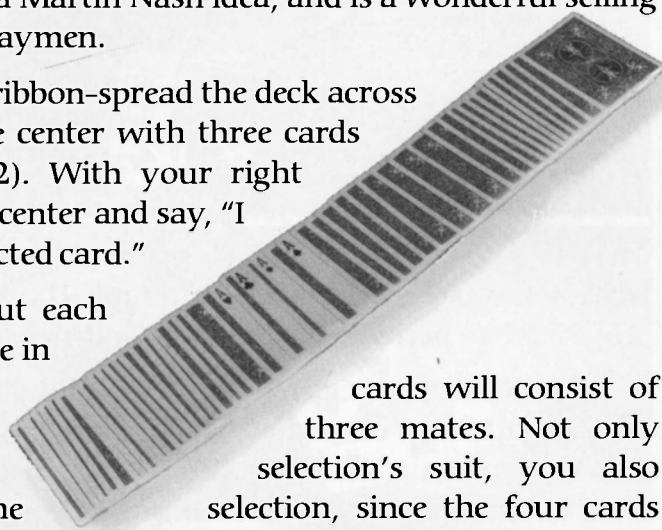 a Martin Nash idea, and is a wonderful selling
aymen.
ribbon-spread the deck across
e center with three cards
2). With your right
center and say, "I
cted card."
ut each
e in
cards will consist of
three mates. Not only
selection's suit, you also
ne selection, since the four cards
A
A
A
A